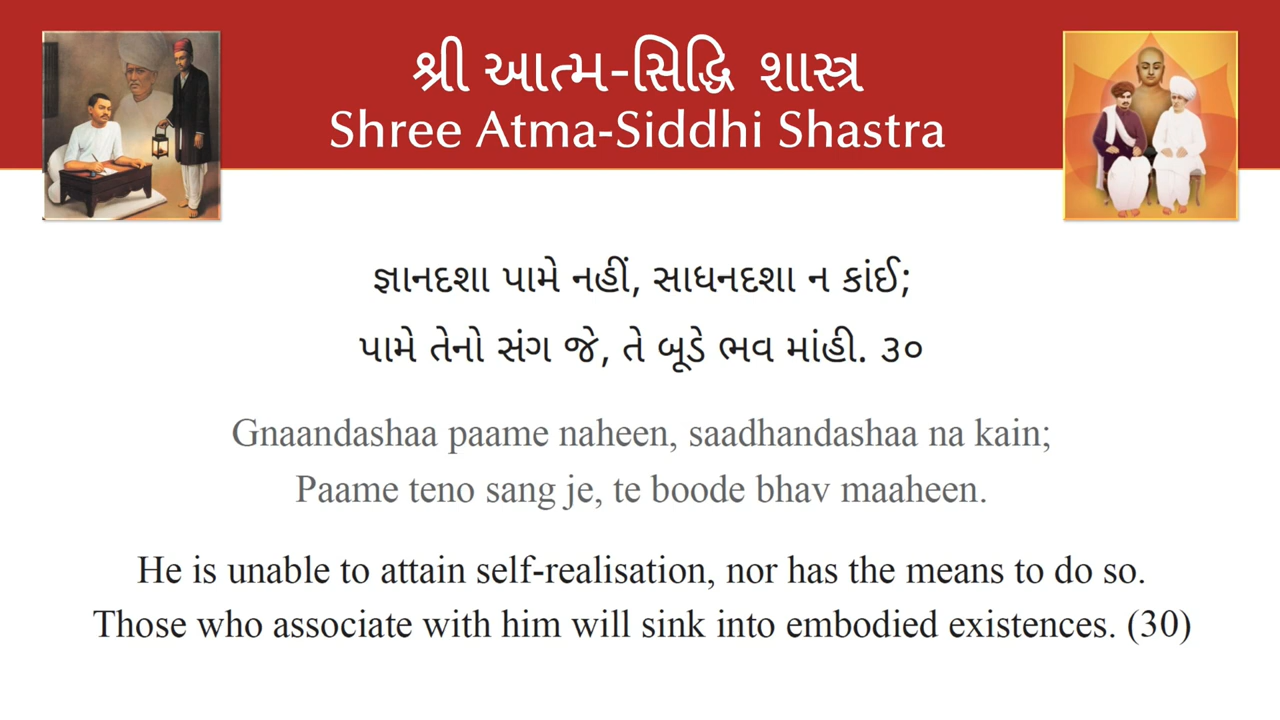 શ્રી આત્મ-સિદ્ધિ શાસ્ત્ર
Shree Atma-Siddhi Shastra
જ્ઞાનદશા પામે નહીં, સાધનદશા ન કાંઈ;
પામે તેનો સંગ જે, તે બૂડે ભવ માંહી. ૩૦
Gnaandashaa paame naheen, saadhandashaa na kain;
Paame teno sang je, te boode bhav maaheen.
He is unable to attain self-realisation, nor has the means to do so.
Those who associate with him will sink into embodied existences. (30)